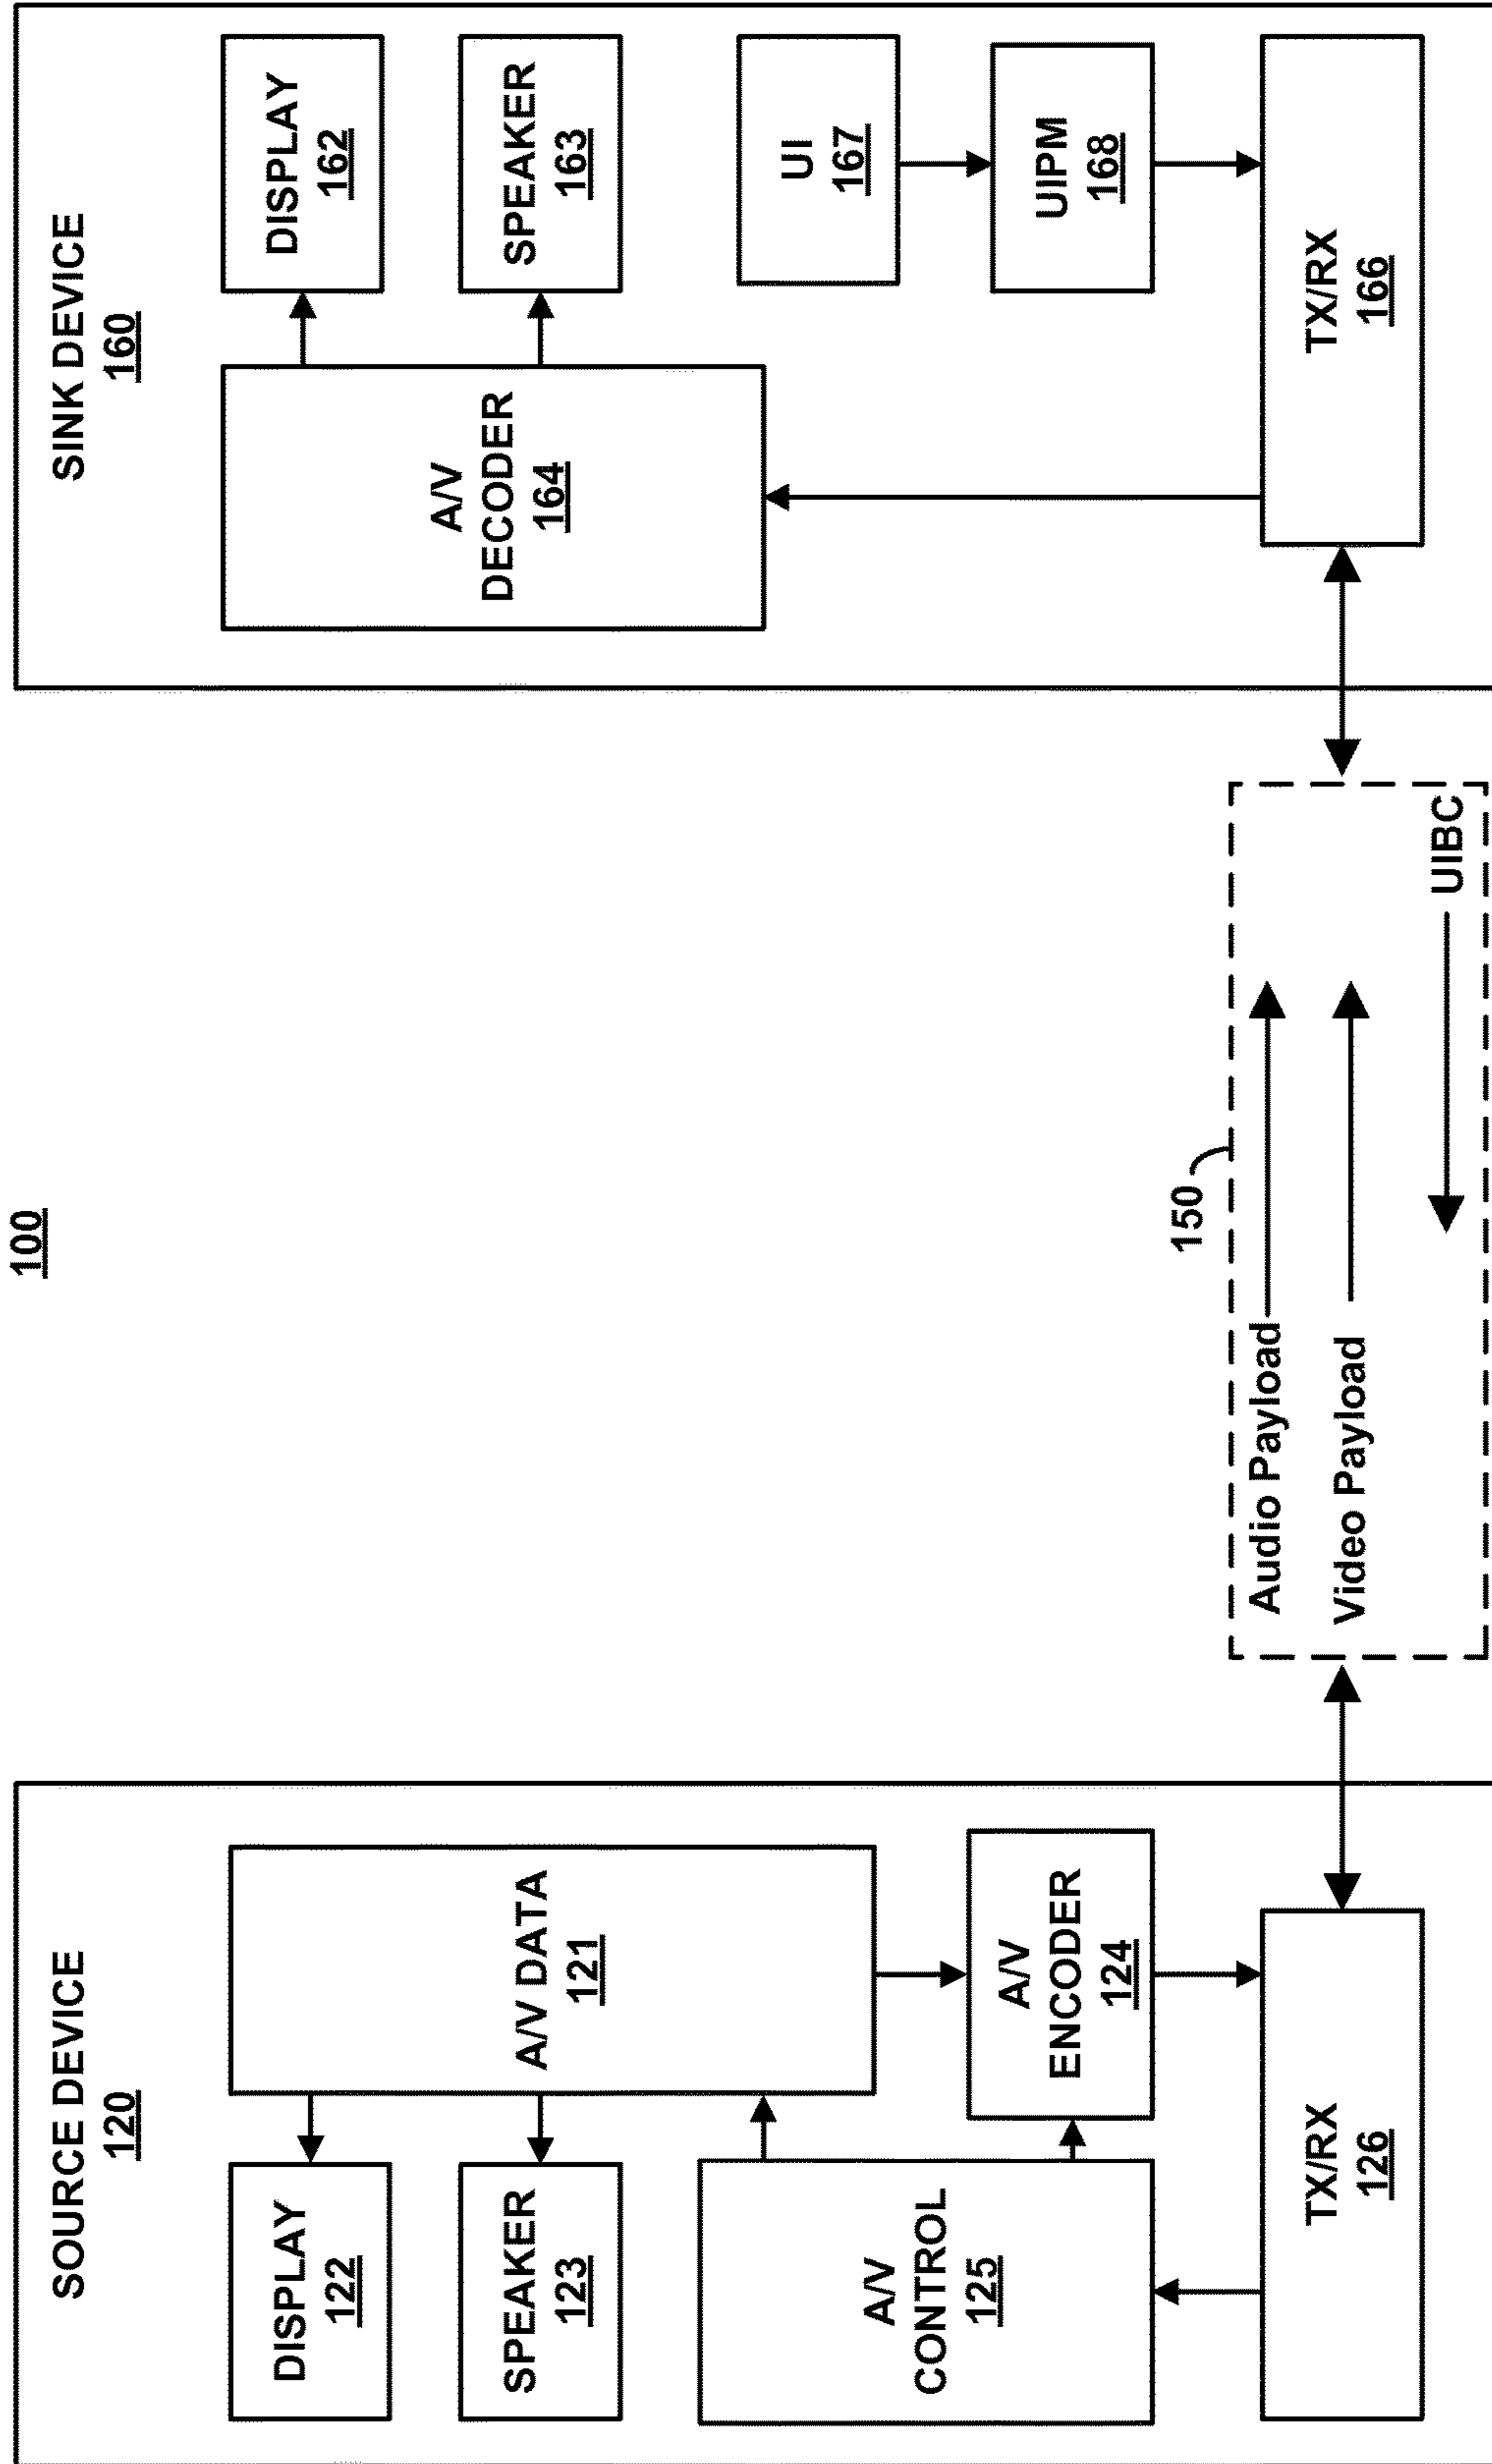 100
SOURCE DEVICE
120
DISPLAY
122
SPEAKER
123
A/V DATA
121
A/V
CONTROL
125
A/V
ENCODER
124
TX/RX
126
150
Audio Payload
Video Payload
UIBC
SINK DEVICE
160
A/V
DECODER
164
DISPLAY
162
SPEAKER
163
UI
167
UIPM
168
TX/RX
166